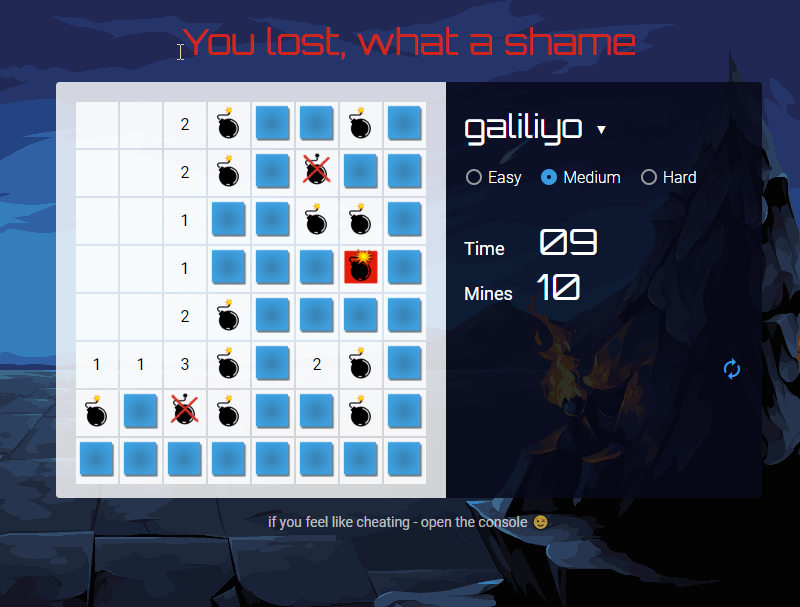 You lost, what a shame
2
galiliyo ▼
2
Easy Medium Hard
1
1
Time 09
Mines 10
2
1 1 3 2
if you feel like cheating - open the console 😉